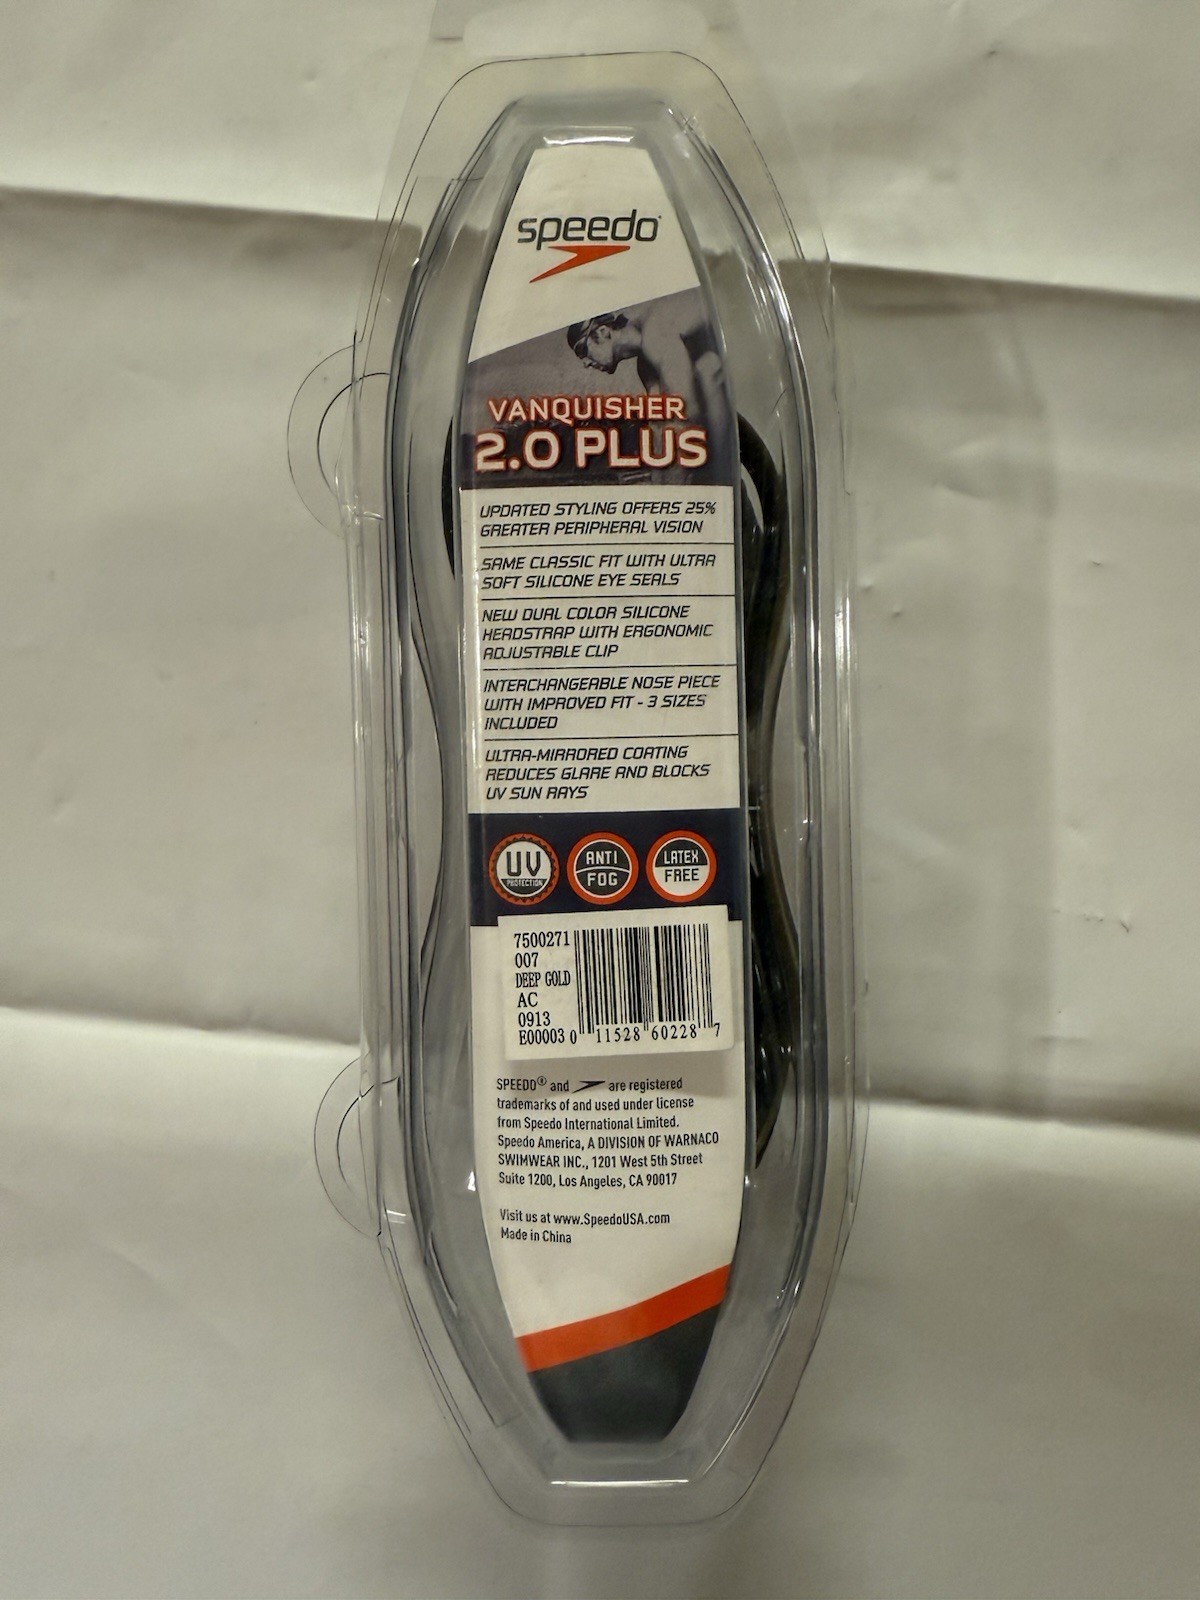 speedo
VANQUISHER
2.0 PLUS
UPDATED STYLING OFFERS 25%
GREATER PERIPHERAL VISION
SAME CLASSIC FIT WITH ULTRA
SOFT SILICONE EYE SEALS
NEW DUAL COLOR SILICONE
HEADSTRAP WITH ERGONOMIC
ADJUSTABLE CLIP
INTERCHANGEABLE NOSE PIECE
WITH IMPROVED FIT - 3 SIZES
INCLUDED
ULTRA-MIRRORED COATING
REDUCES GLARE AND BLOCKS
UV SUN RAYS
UV
PROTECTION
ANTI
FOG
LATEX
FREE
7500271
007
DEEP GOLD
AC
0913
E00003
0 11528 60228 7
SPEEDO® and are registered
trademarks of and used under license
from Speedo International Limited.
Speedo America, A DIVISION OF WARNACO
SWIMWEAR INC., 1201 West 5th Street
Suite 1200, Los Angeles, CA 90017
Visit us at www.SpeedoUSA.com
Made in China